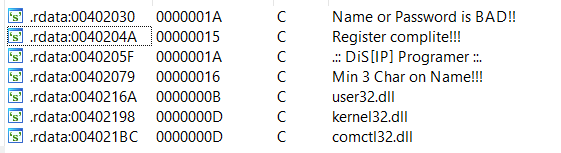 .rdata:00402030 0000001A C Name or Password is BAD!!
.rdata:0040204A 00000015 C Register complite!!!
.rdata:0040205F 0000001A C .:: DiS[IP] Programer ::.
.rdata:00402079 00000016 C Min 3 Char on Name!!!
.rdata:0040216A 0000000B C user32.dll
.rdata:00402198 0000000D C kernel32.dll
.rdata:004021BC 0000000D C comctl32.dll